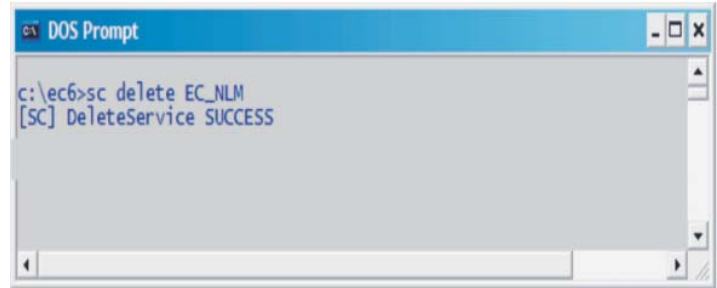 C:\ DOS Prompt
c:\ec6>sc delete EC_NLM
[SC] DeleteService SUCCESS